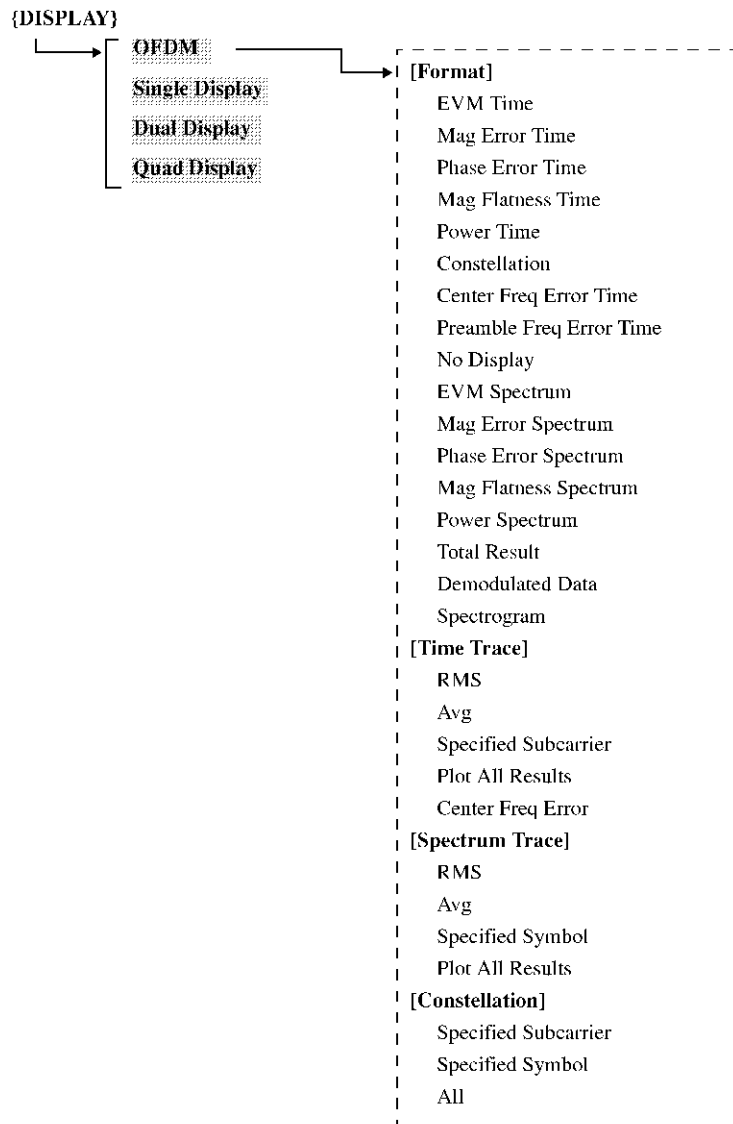 {DISPLAY}
OFDM
Single Display
Dual Display
Quad Display
[Format]
EVM Time
Mag Error Time
Phase Error Time
Mag Flatness Time
Power Time
Constellation
Center Freq Error Time
Preamble Freq Error Time
No Display
EVM Spectrum
Mag Error Spectrum
Phase Error Spectrum
Mag Flatness Spectrum
Power Spectrum
Total Result
Demodulated Data
Spectrogram
[Time Trace]
RMS
Avg
Specified Subcarrier
Plot All Results
Center Freq Error
[Spectrum Trace]
RMS
Avg
Specified Symbol
Plot All Results
[Constellation]
Specified Subcarrier
Specified Symbol
All